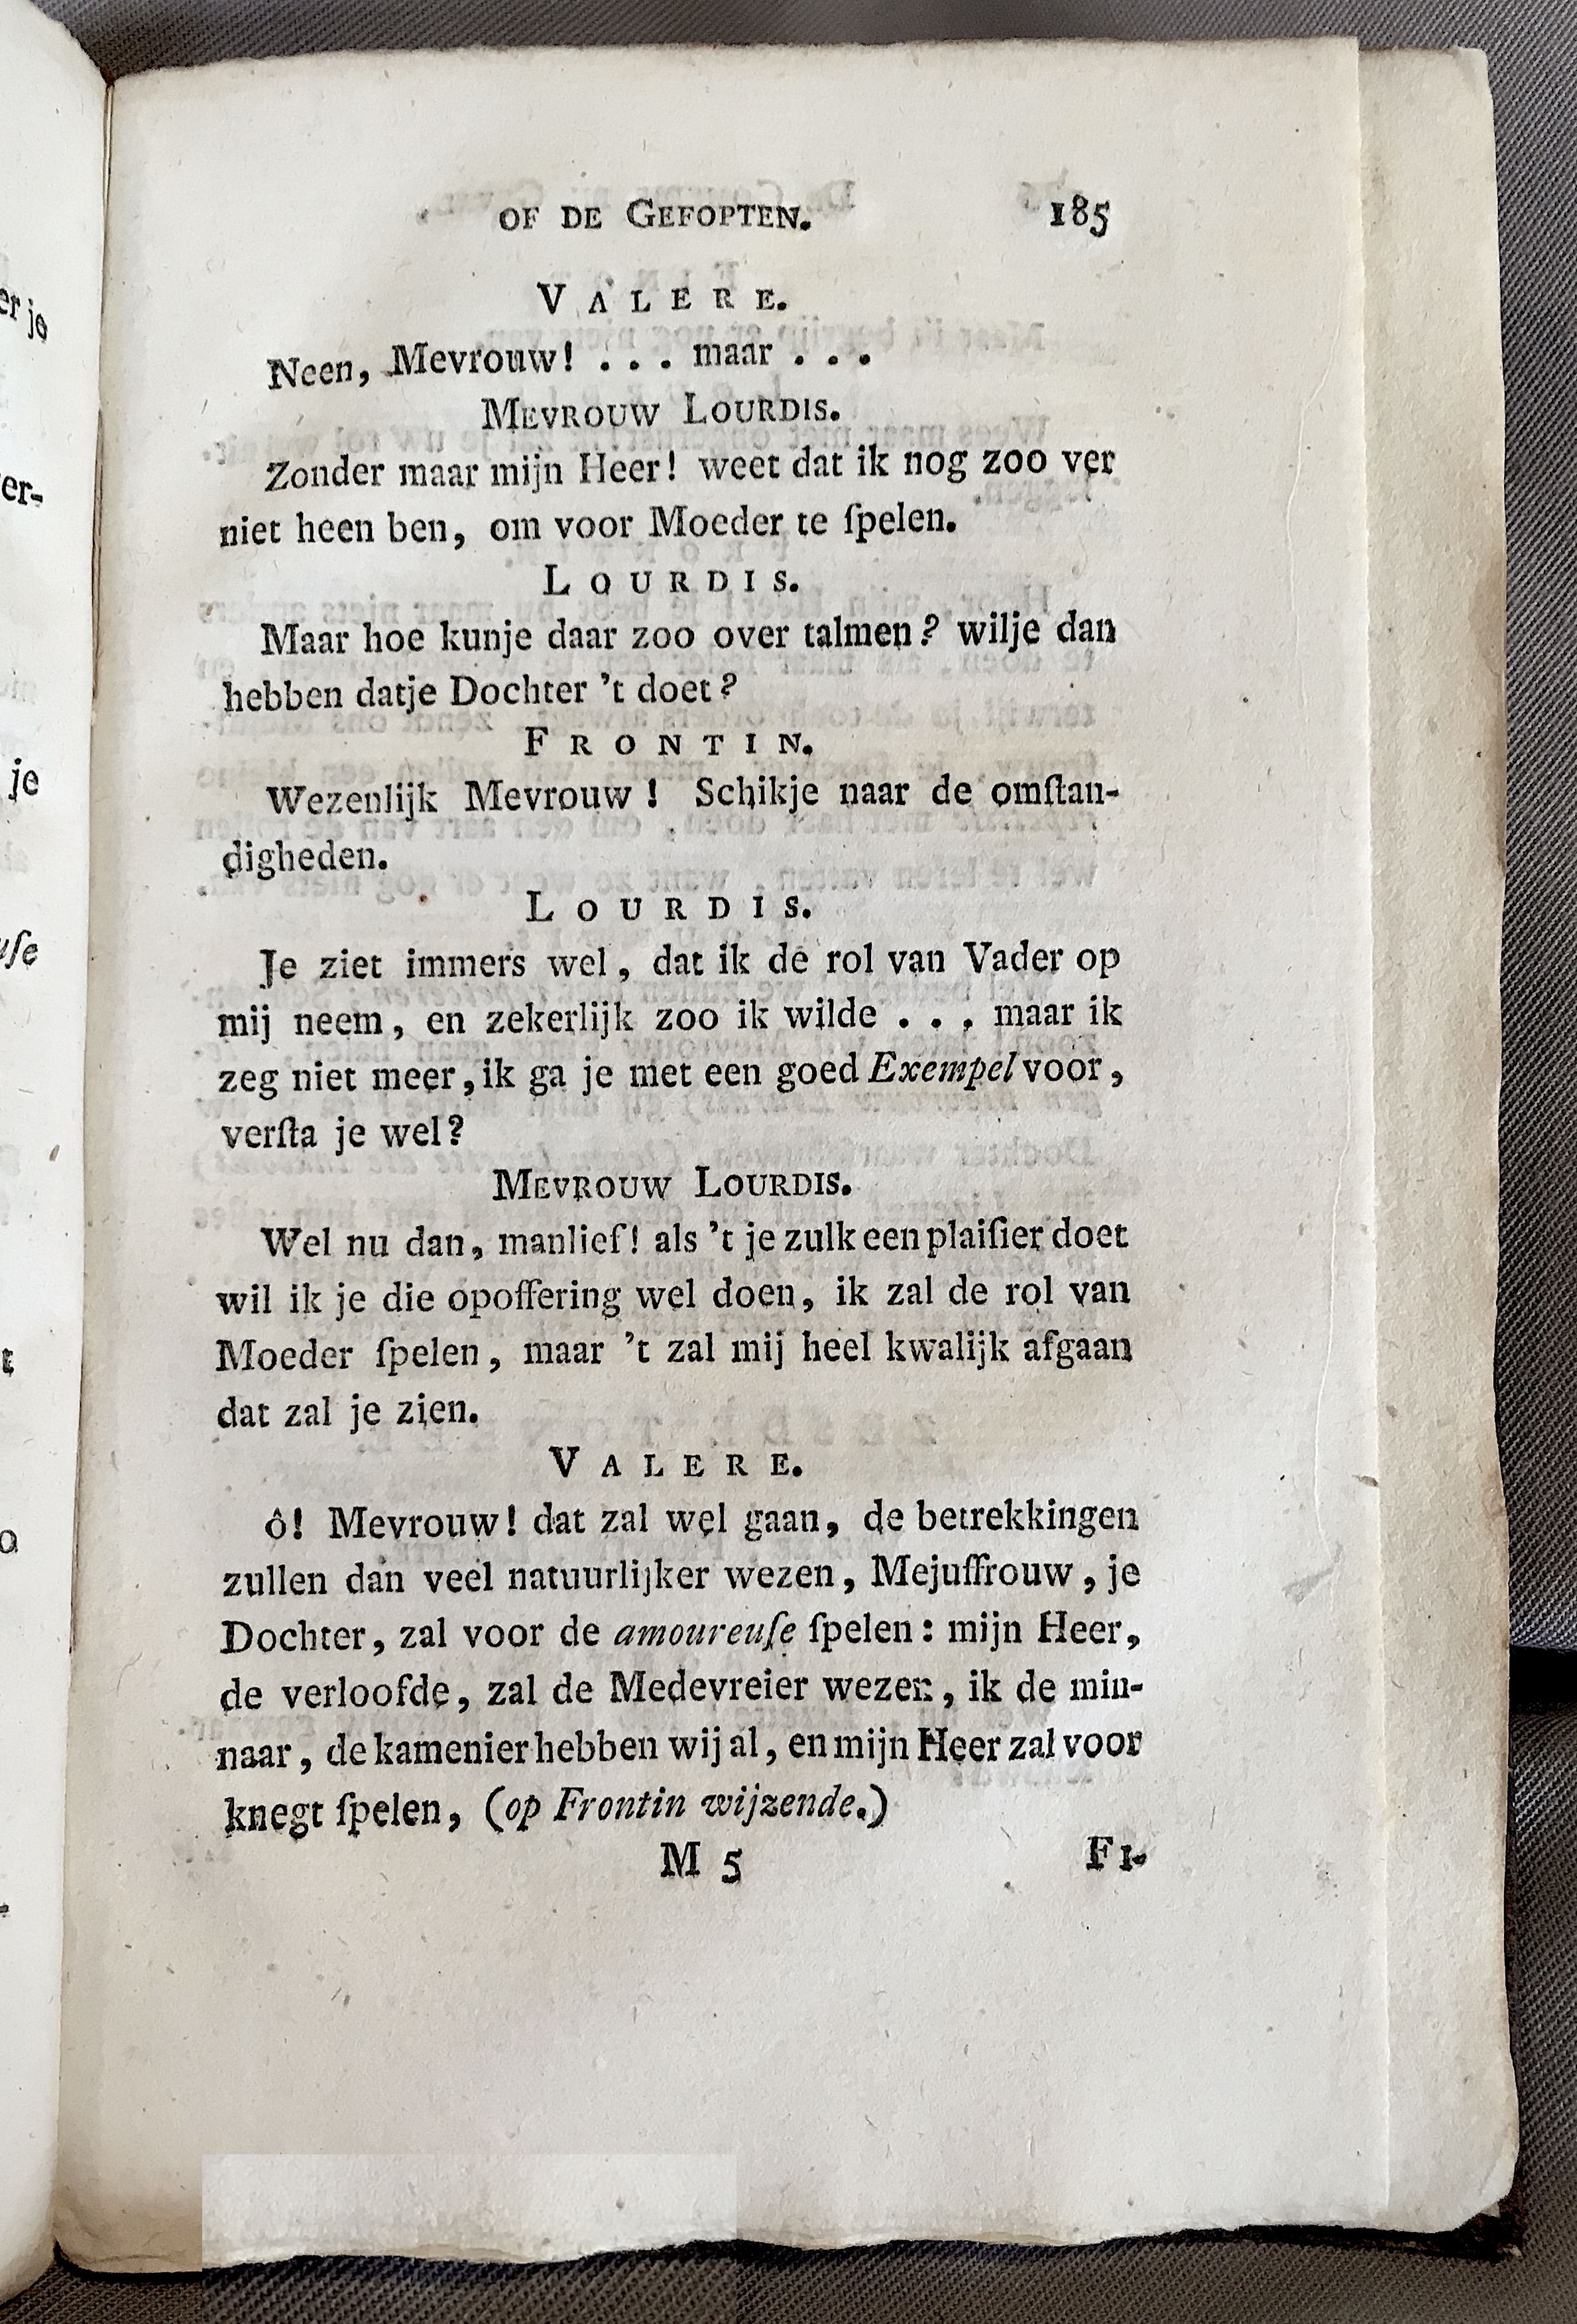 OF DE GEFOPTEN. 185
VALERE.
Neen, Mevrouw! . . . maar . . .
MEVROUW LOURDIS.
Zonder maar mijn Heer! weet dat ik nog zoo ver
niet heen ben, om voor Moeder te ſpelen.
LOURDIS.
Maar hoe kunje daar zoo over talmen? wilje dan
hebben datje Dochter 't doet?
FRONTIN.
Wezenlijk Mevrouw! Schikje naar de omſtan-
digheden.
LOURDIS.
Je ziet immers wel, dat ik de rol van Vader op
mij neem, en zekerlijk zoo ik wilde . . . maar ik
zeg niet meer, ik ga je met een goed Exempel voor,
verſta je wel?
MEVROUW LOURDIS.
Wel nu dan, manlief! als 't je zulk een plaiſier doet
wil ik je die opoffering wel doen, ik zal de rol van
Moeder ſpelen, maar 't zal mij heel kwalijk afgaan
dat zal je zien.
VALERE.
ô! Mevrouw! dat zal wel gaan, de betrekkingen
zullen dan veel natuurlijker wezen, Mejuffrouw, je
Dochter, zal voor de amoureuſe ſpelen: mijn Heer,
de verloofde, zal de Medevreier wezen, ik de min-
naar, de kamenier hebben wij al, en mijn Heer zal voor
knegt ſpelen, (op Frontin wijzende.)
M 5 FI-
er je
er-
je
uſe
t